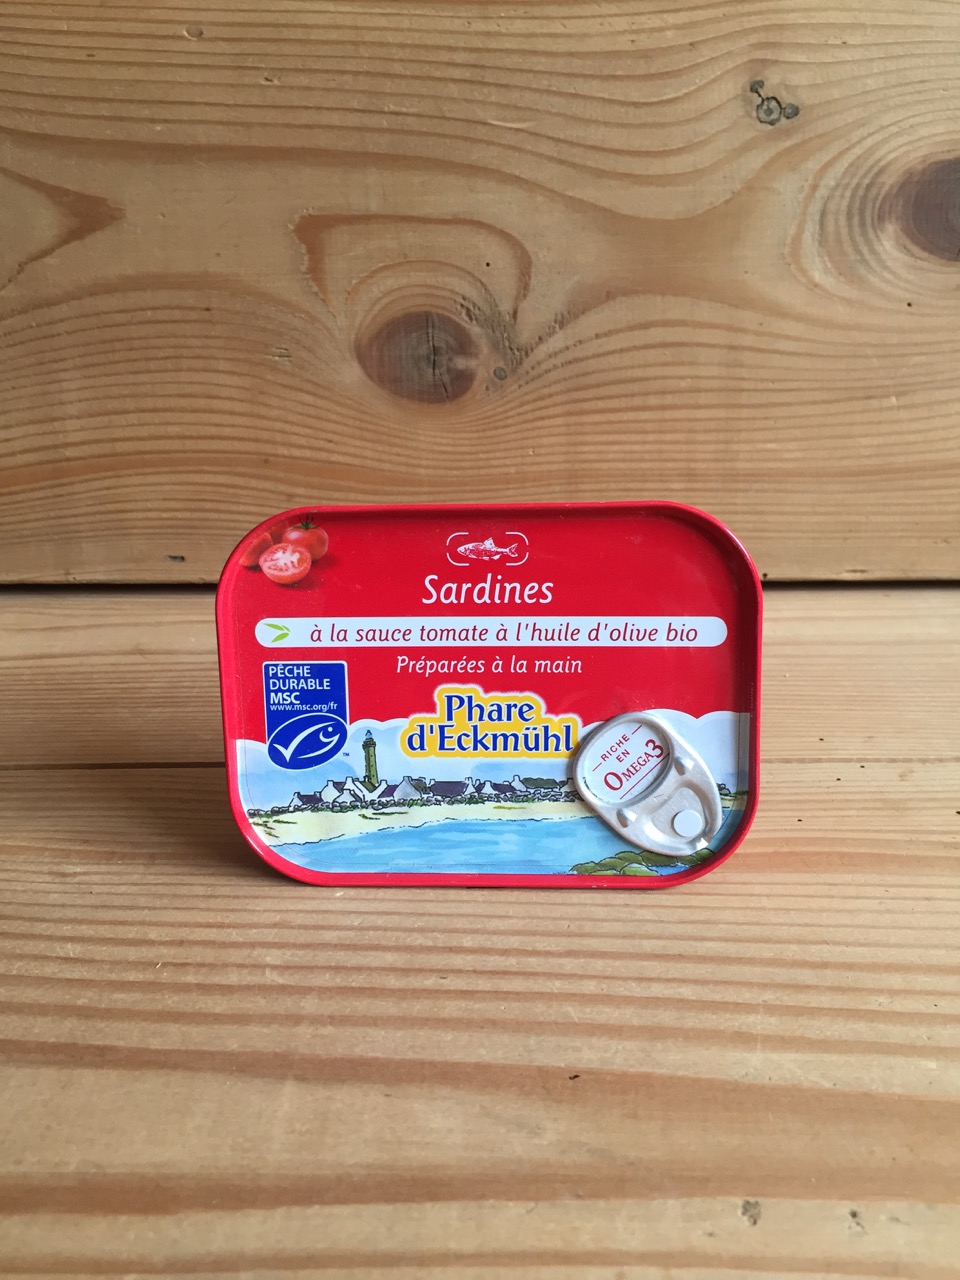 Sardines
à la sauce tomate à l'huile d'olive bio
Préparées à la main
PÊCHE
DURABLE
MSC
www.msc.org/fr
TM
Phare
d'Eckmühl
RICHE
EN
OMEGA3